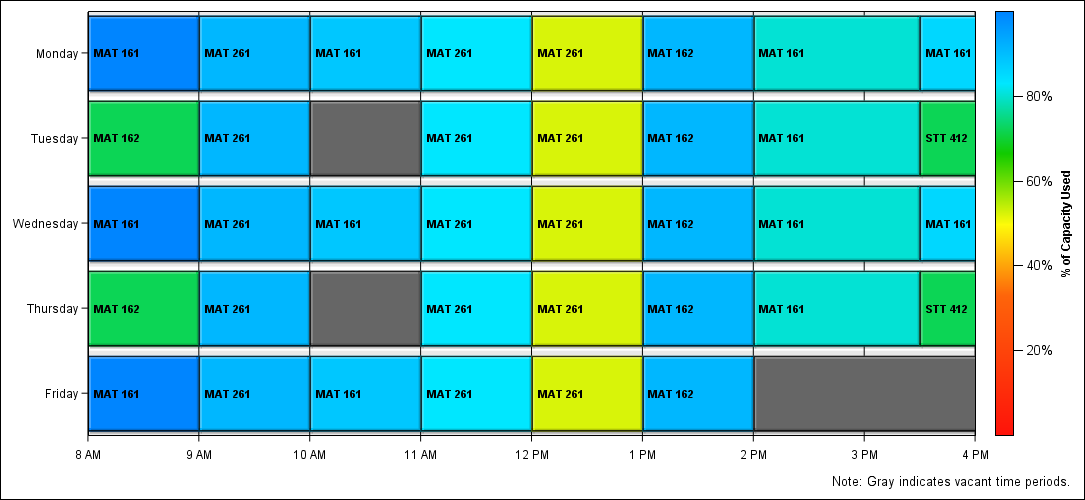 Monday
MAT 161 MAT 261 MAT 161 MAT 261 MAT 261 MAT 162 MAT 161 MAT 161
80%
Tuesday
MAT 162 MAT 261 MAT 261 MAT 261 MAT 162 MAT 161 STT 412
60%
Wednesday
MAT 161 MAT 261 MAT 161 MAT 261 MAT 261 MAT 162 MAT 161 MAT 161
% of Capacity Used
40%
Thursday
MAT 162 MAT 261 MAT 261 MAT 261 MAT 162 MAT 161 STT 412
20%
Friday
MAT 161 MAT 261 MAT 161 MAT 261 MAT 261 MAT 162
8 AM 9 AM 10 AM 11 AM 12 PM 1 PM 2 PM 3 PM 4 PM
Note: Gray indicates vacant time periods.